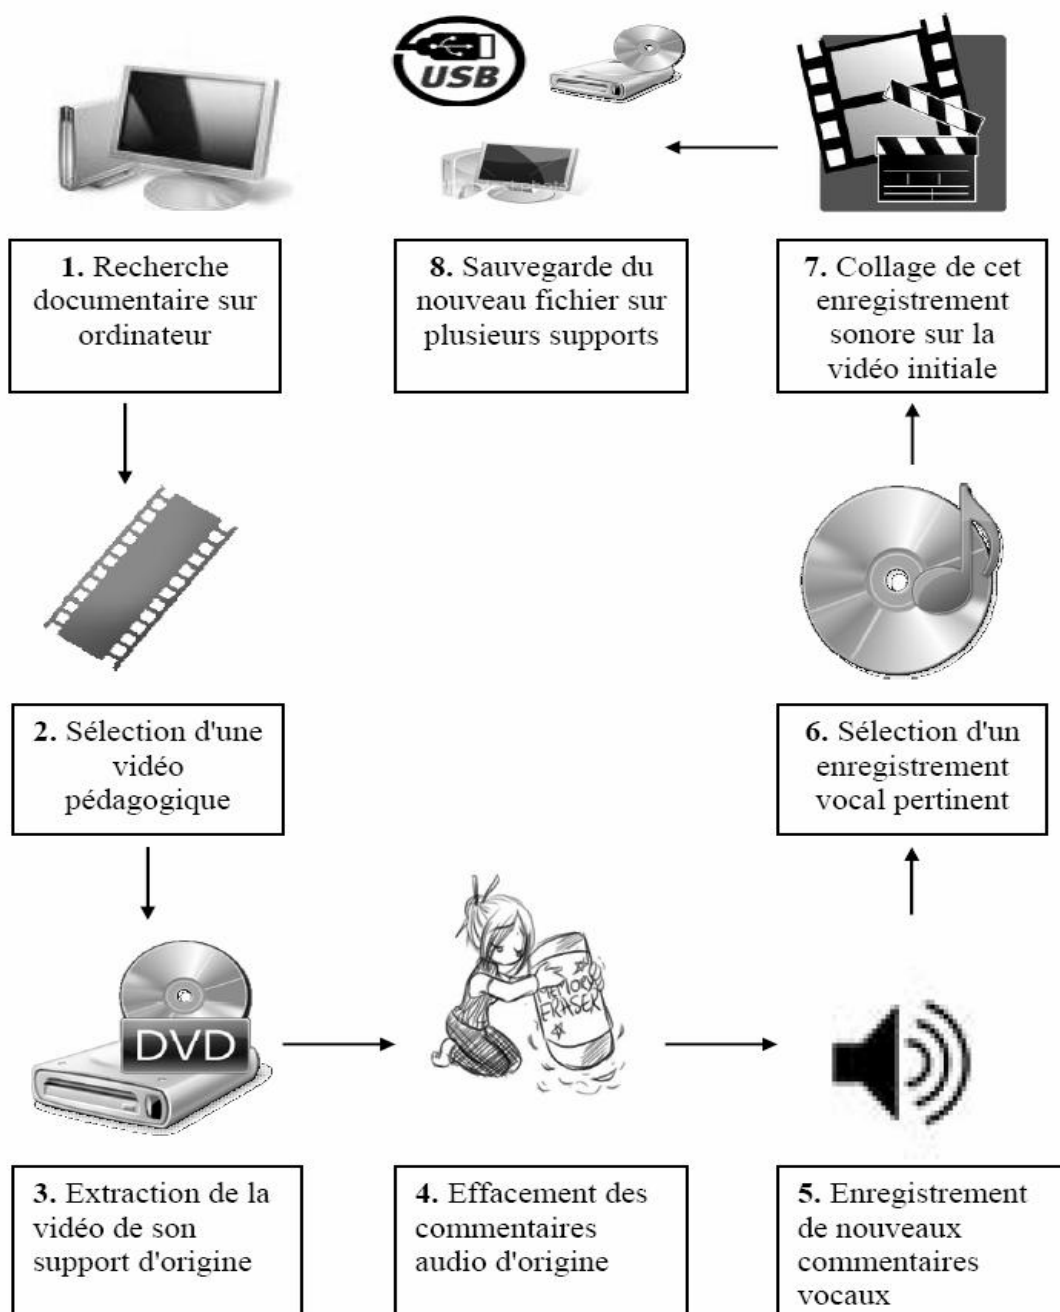 USB
1. Recherche
documentaire sur
ordinateur
8. Sauvegarde du
nouveau fichier sur
plusieurs supports
7. Collage de cet
enregistrement
sonore sur la
vidéo initiale
2. Sélection d'une
vidéo
pédagogique
6. Sélection d'un
enregistrement
vocal pertinent
DVD
MEMORY
ERASER
3. Extraction de la
vidéo de son
support d'origine
4. Effacement des
commentaires
audio d'origine
5. Enregistrement
de nouveaux
commentaires
vocaux